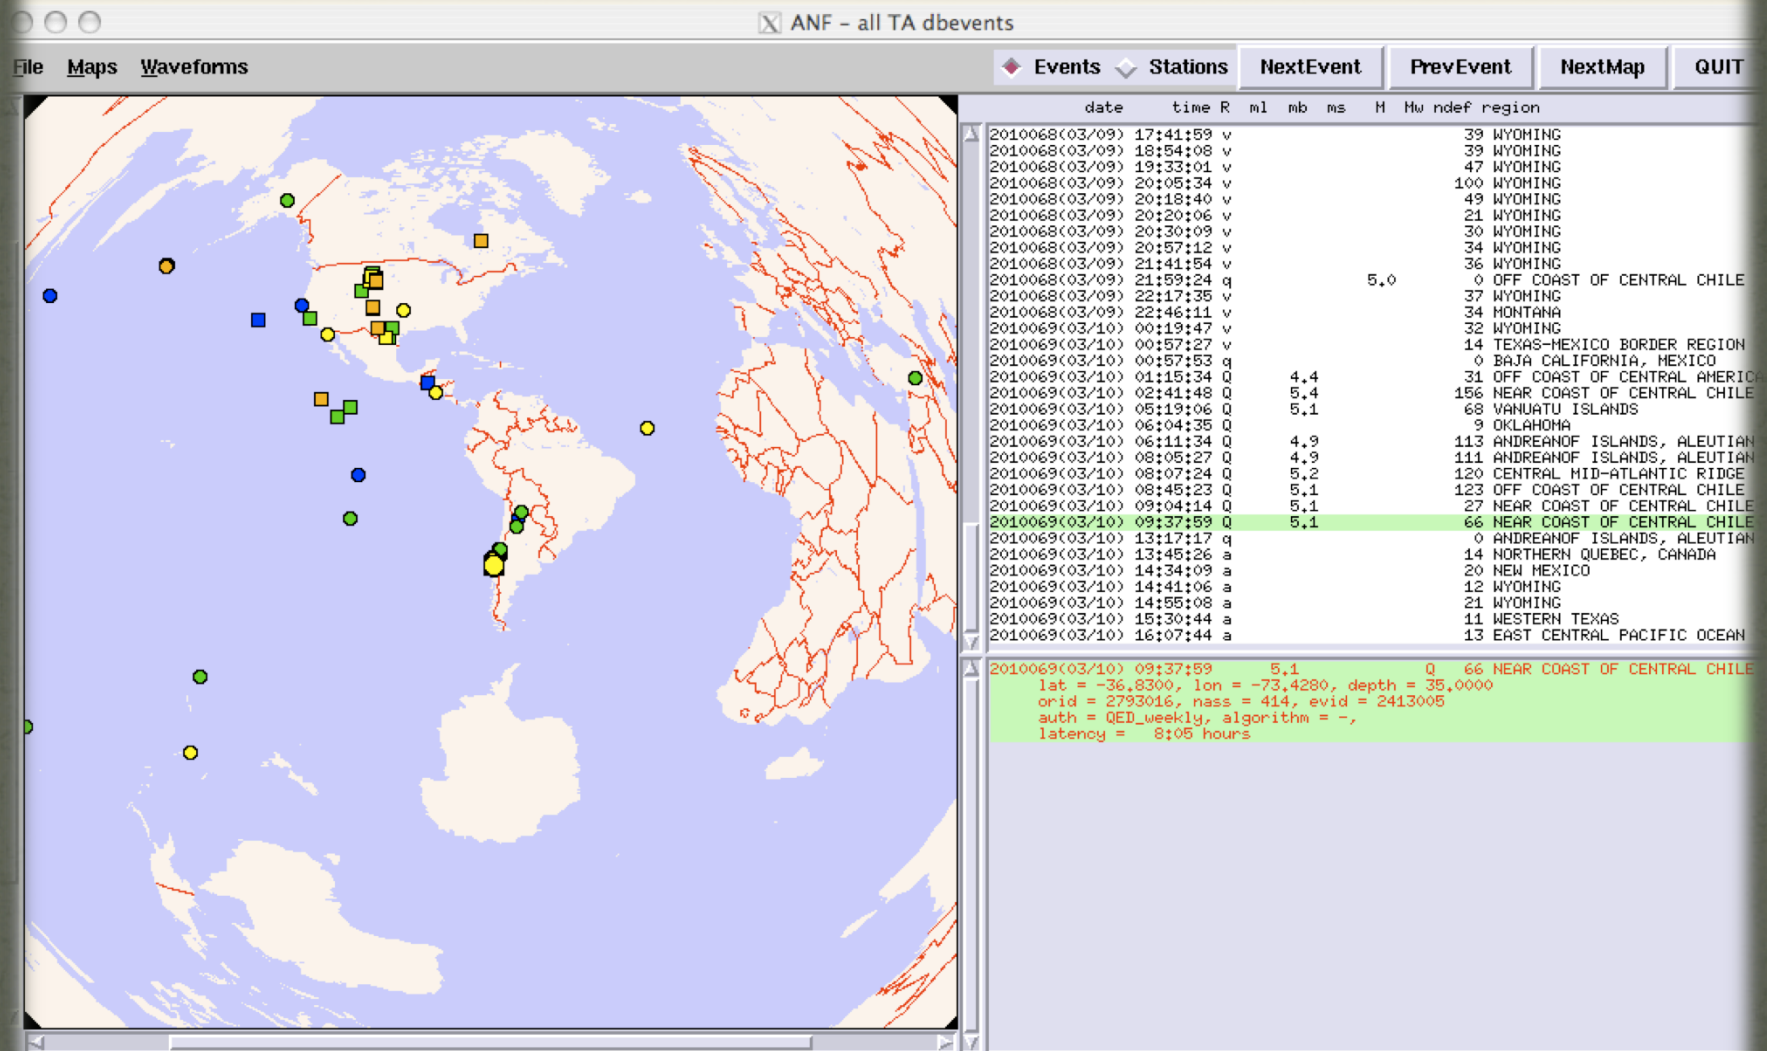 ANF - all TA dbevents
File Maps Waveforms Events Stations NextEvent PrevEvent NextMap QUIT
date time R ml mb ms M Mw ndef region
2010068(03/09) 17:41:59 v 39 WYOMING
2010068(03/09) 18:54:08 v 39 WYOMING
2010068(03/09) 19:33:01 v 47 WYOMING
2010068(03/09) 20:05:34 v 100 WYOMING
2010068(03/09) 20:18:40 v 49 WYOMING
2010068(03/09) 20:20:06 v 21 WYOMING
2010068(03/09) 20:30:09 v 30 WYOMING
2010068(03/09) 20:57:12 v 34 WYOMING
2010068(03/09) 21:41:54 v 36 WYOMING
2010068(03/09) 21:59:24 q 5.0 0 OFF COAST OF CENTRAL CHILE
2010068(03/09) 22:17:35 v 37 WYOMING
2010068(03/09) 22:46:11 v 34 MONTANA
2010069(03/10) 00:19:47 v 32 WYOMING
2010069(03/10) 00:57:27 v 14 TEXAS-MEXICO BORDER REGION
2010069(03/10) 00:57:53 q 0 BAJA CALIFORNIA, MEXICO
2010069(03/10) 01:15:34 Q 4.4 31 OFF COAST OF CENTRAL AMERICA
2010069(03/10) 02:41:48 Q 5.4 156 NEAR COAST OF CENTRAL CHILE
2010069(03/10) 05:19:06 Q 5.1 68 VANUATU ISLANDS
2010069(03/10) 06:04:35 Q 9 OKLAHOMA
2010069(03/10) 06:11:34 Q 4.9 113 ANDREANOF ISLANDS, ALEUTIAN
2010069(03/10) 08:05:27 Q 4.9 111 ANDREANOF ISLANDS, ALEUTIAN
2010069(03/10) 08:07:24 Q 5.2 120 CENTRAL MID-ATLANTIC RIDGE
2010069(03/10) 08:45:23 Q 5.1 123 OFF COAST OF CENTRAL CHILE
2010069(03/10) 09:04:14 Q 5.1 27 NEAR COAST OF CENTRAL CHILE
2010069(03/10) 09:37:59 Q 5.1 66 NEAR COAST OF CENTRAL CHILE
2010069(03/10) 13:17:17 q 0 ANDREANOF ISLANDS, ALEUTIAN
2010069(03/10) 13:45:26 a 14 NORTHERN QUEBEC, CANADA
2010069(03/10) 14:34:09 a 20 NEW MEXICO
2010069(03/10) 14:41:06 a 12 WYOMING
2010069(03/10) 14:55:08 a 21 WYOMING
2010069(03/10) 15:30:44 a 11 WESTERN TEXAS
2010069(03/10) 16:07:44 a 13 EAST CENTRAL PACIFIC OCEAN
2010069(03/10) 09:37:59 5.1 Q 66 NEAR COAST OF CENTRAL CHILE
lat = -36.8300, lon = -73.4280, depth = 35.0000
orid = 2793016, nass = 414, evid = 2413005
auth = QED_weekly, algorithm = -,
latency = 8:05 hours